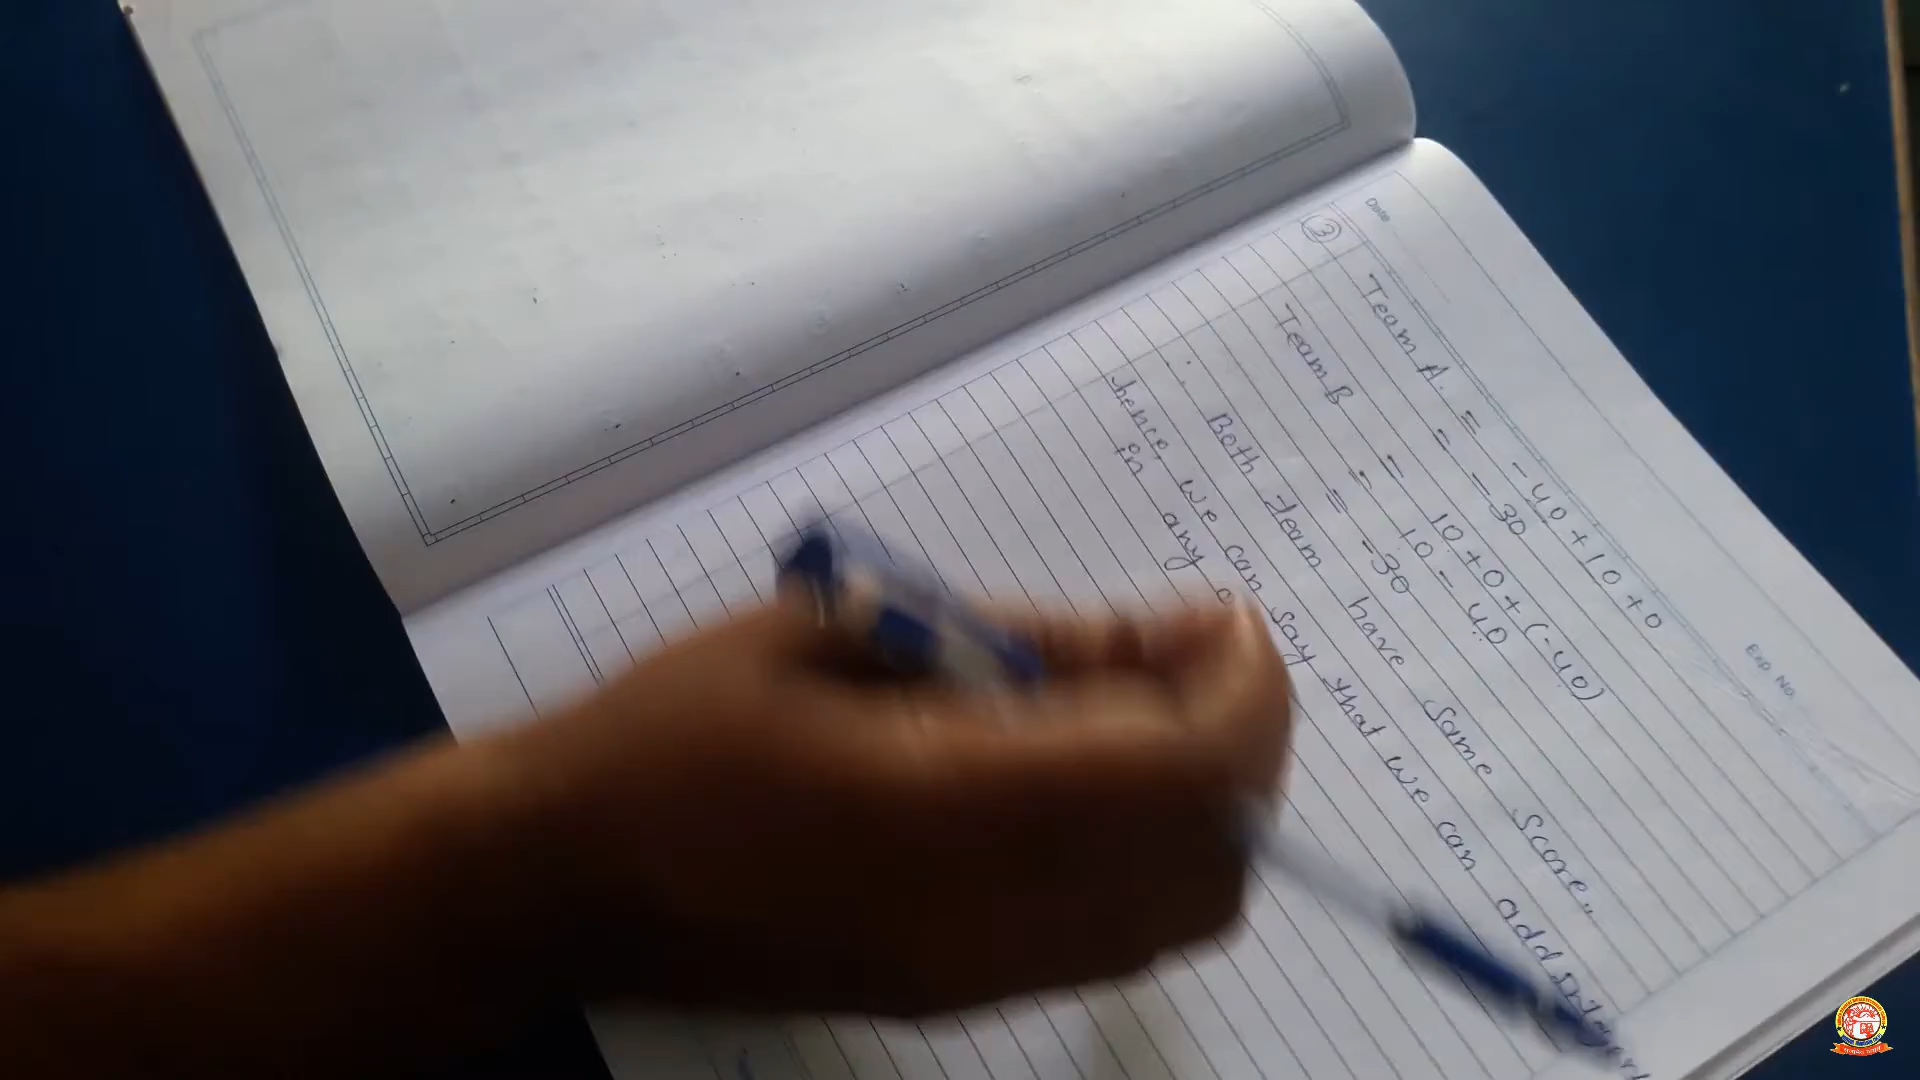 Date
Exp No.
③
Team A. = -40+10+0
= -30
Team B = 10+0+(-40)
= 10-40
= -30
∴ Both team have same score..
hence, we can say that we can add
in any